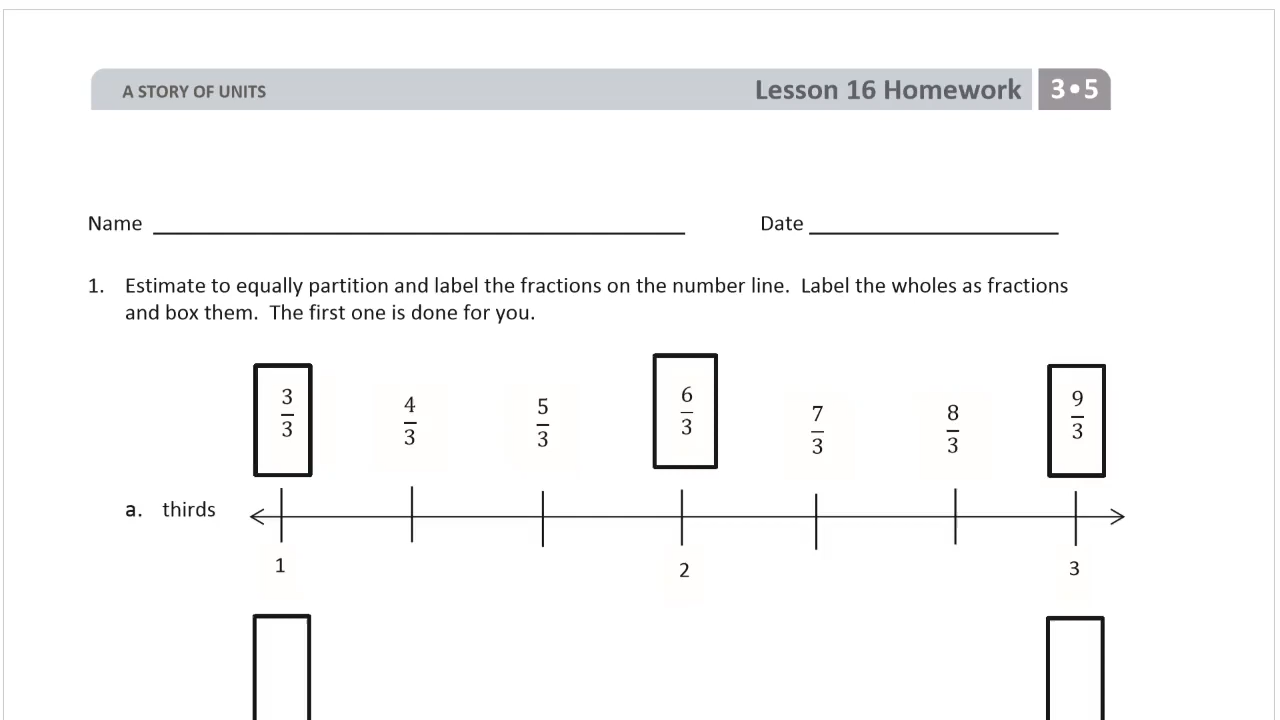 A STORY OF UNITS
Lesson 16 Homework 3•5
Name
Date
1. Estimate to equally partition and label the fractions on the number line. Label the wholes as fractions
and box them. The first one is done for you.
3/3 4/3 5/3 6/3 7/3 8/3 9/3
a. thirds
1 2 3